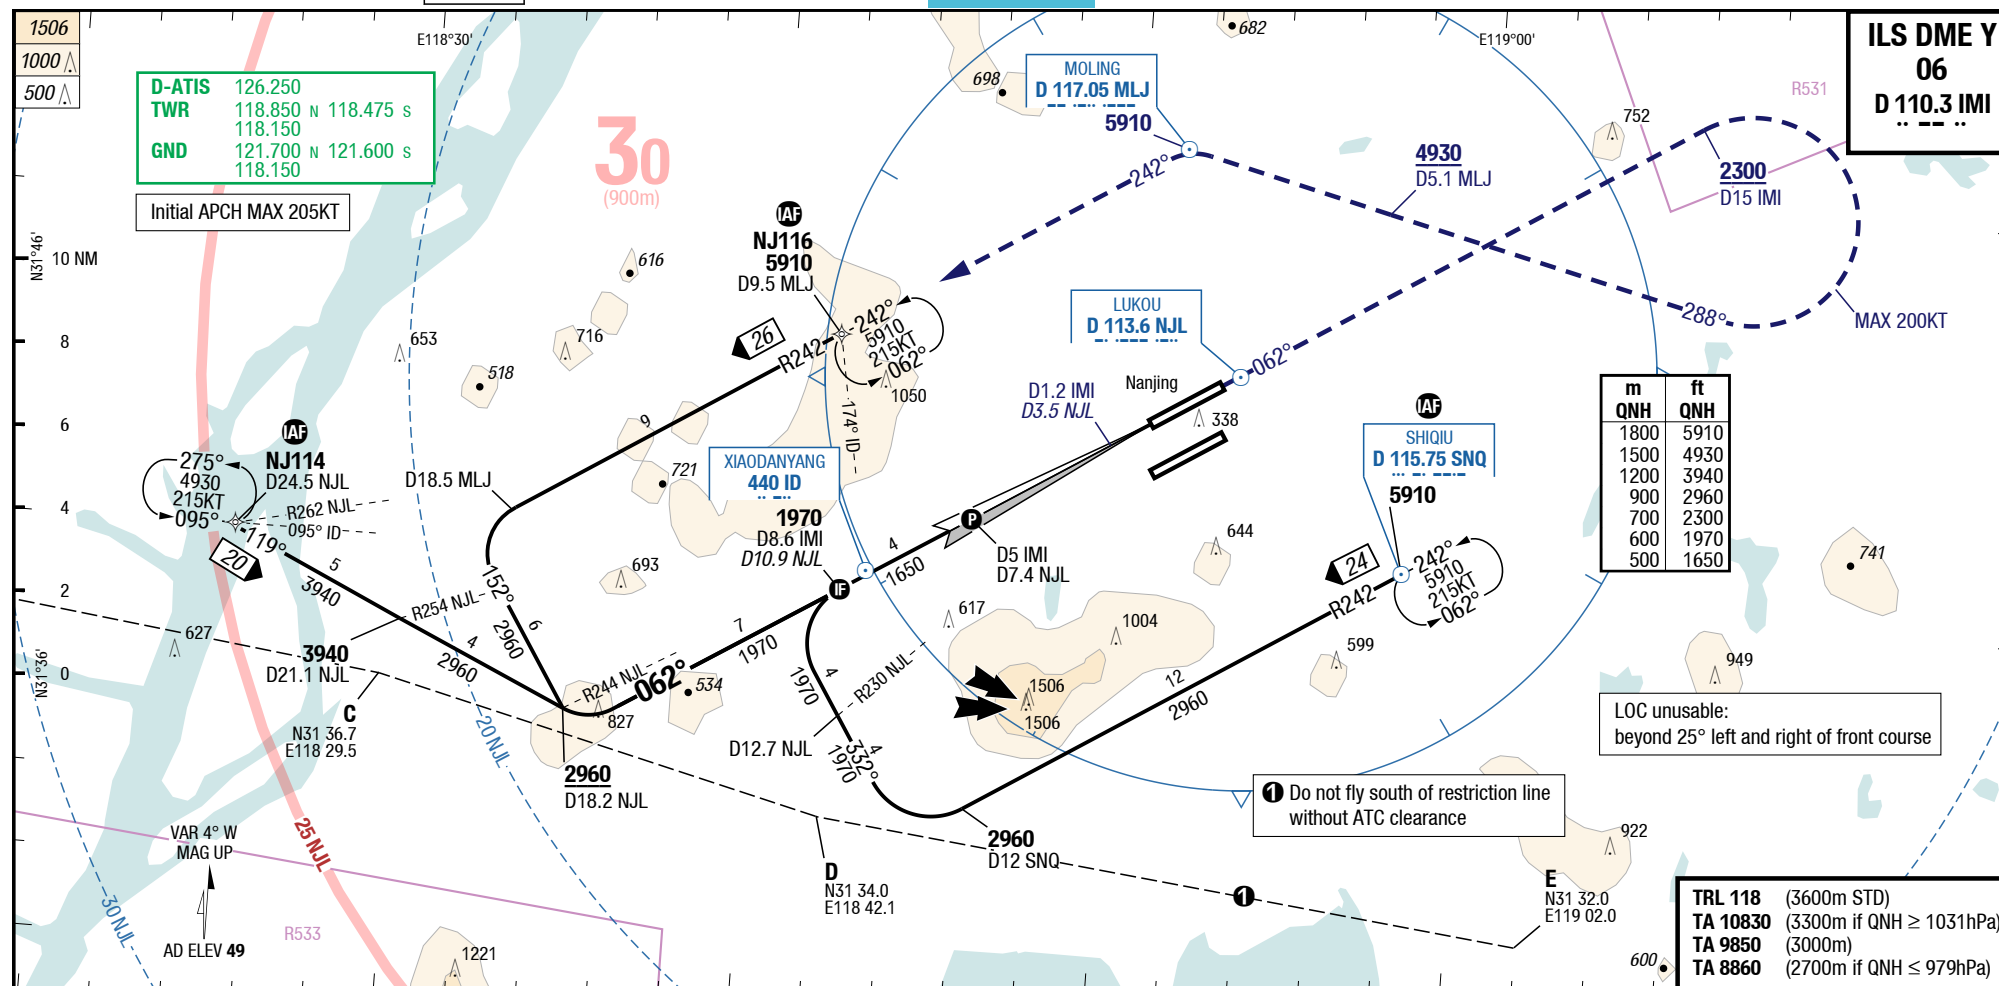 1506
1000
500
E118°30'
682
E119°00'
ILS DME Y
06
D 110.3 IMI
D-ATIS 126.250
TWR 118.850 N 118.475 S
118.150
GND 121.700 N 121.600 S
118.150
Initial APCH MAX 205KT
30
(900m)
698
MOLING
D 117.05 MLJ
5910
R531
752
4930
D5.1 MLJ
2300
D15 IMI
242°
288°
MAX 200KT
062°
N31°46'
10 NM
8
6
4
2
0
N31°36'
IAF
NJ116
5910
D9.5 MLJ
616
716
653
518
26
R242
242°
5910
215KT
062°
1050
174° ID
9
D18.5 MLJ
721
LUKOU
D 113.6 NJL
Nanjing
338
D1.2 IMI
D3.5 NJL
IAF
SHIQIU
D 115.75 SNQ
5910
24
R242
242°
5910
215KT
062°
m ft
QNH QNH
1800 5910
1500 4930
1200 3940
900 2960
700 2300
600 1970
500 1650
IAF
NJ114
D24.5 NJL
275°
4930
215KT
095°
R262 NJL
095° ID
119°
20
5
3940
R254 NJL
4
2960
627
3940
D21.1 NJL
C
N31 36.7
E118 29.5
XIAODANYANG
440 ID
1970
D8.6 IMI
D10.9 NJL
IF
P
D5 IMI
D7.4 NJL
4
1650
693
152°
6
2960
7
1970
062°
R244 NJL
534
827
2960
D18.2 NJL
4
1970
R230 NJL
D12.7 NJL
4
332°
1970
617
1004
1506
1506
644
599
12
2960
2960
D12 SNQ
741
949
922
LOC unusable:
beyond 25° left and right of front course
1 Do not fly south of restriction line
without ATC clearance
1
D
N31 34.0
E118 42.1
E
N31 32.0
E119 02.0
20 NJL
25 NJL
30 NJL
VAR 4° W
MAG UP
AD ELEV 49
R533
1221
600
TRL 118 (3600m STD)
TA 10830 (3300m if QNH ≥ 1031hPa)
TA 9850 (3000m)
TA 8860 (2700m if QNH ≤ 979hPa)